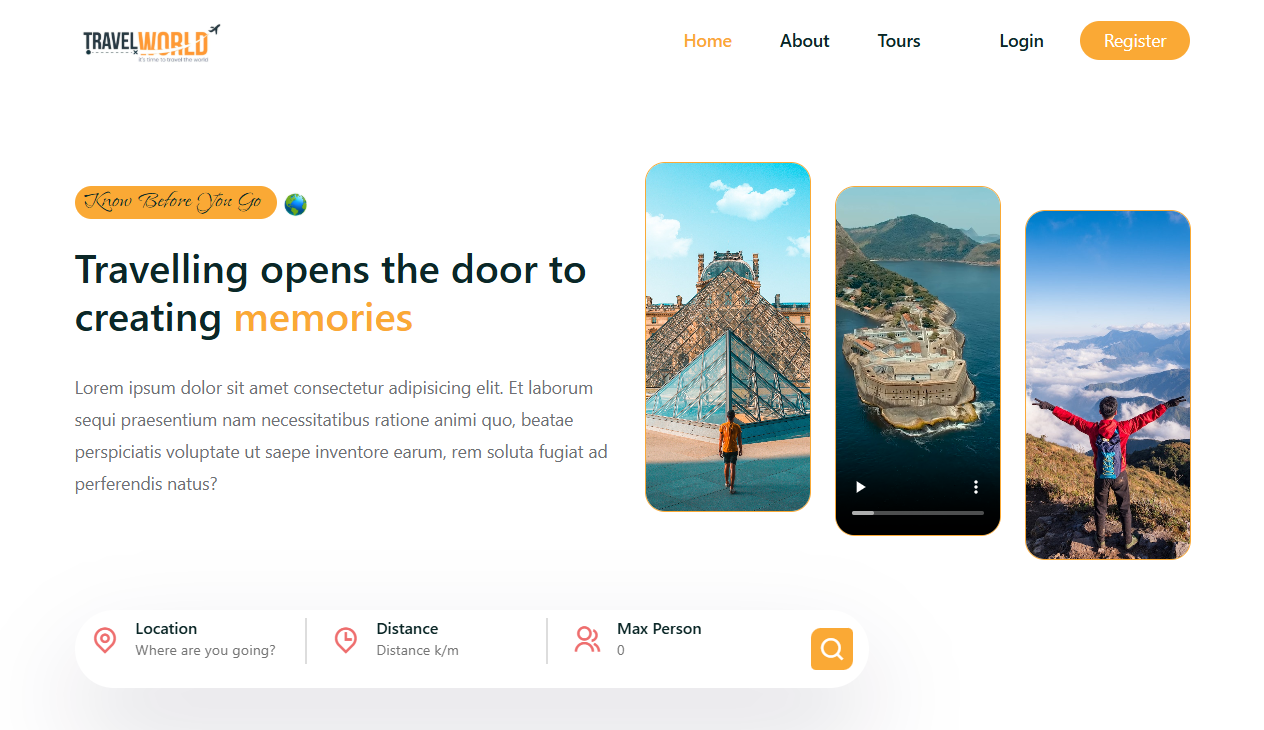 TRAVELWORLD
It's time to travel the world
Home
About
Tours
Login
Register
Know Before You Go
Travelling opens the door to
creating memories
Lorem ipsum dolor sit amet consectetur adipisicing elit. Et laborum
sequi praesentium nam necessitatibus ratione animi quo, beatae
perspiciatis voluptate ut saepe inventore earum, rem soluta fugiat ad
perferendis natus?
Location
Where are you going?
Distance
Distance k/m
Max Person
0